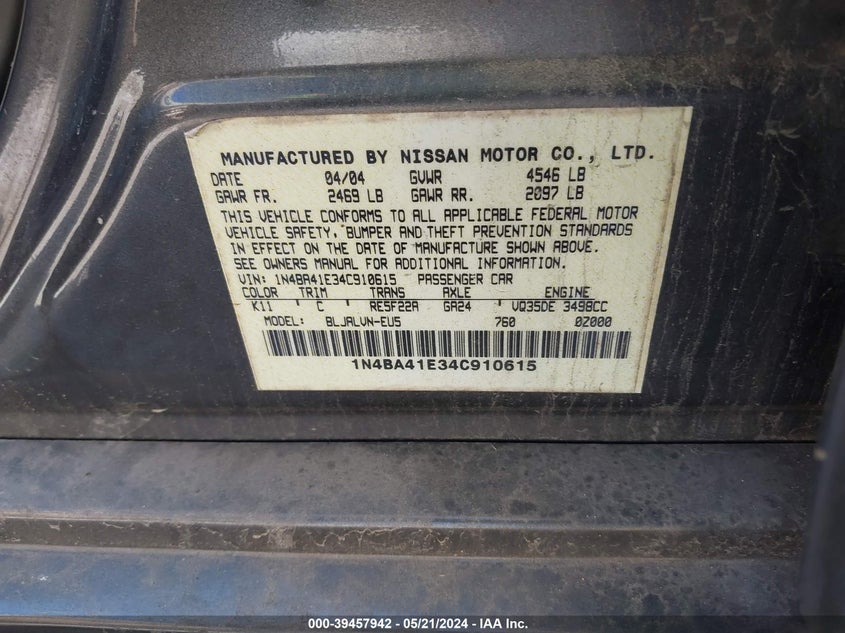 MANUFACTURED BY NISSAN MOTOR CO., LTD.
DATE 04/04 GVWR 4546 LB
GAWR FR. 2469 LB GAWR RR. 2097 LB
THIS VEHICLE CONFORMS TO ALL APPLICABLE FEDERAL MOTOR
VEHICLE SAFETY, BUMPER AND THEFT PREVENTION STANDARDS
IN EFFECT ON THE DATE OF MANUFACTURE SHOWN ABOVE.
SEE OWNERS MANUAL FOR ADDITIONAL INFORMATION.
VIN: 1N4BA41E34C910615 PASSENGER CAR
COLOR TRIM TRANS AXLE ENGINE
K11 C RE5F22A GA24 VQ35DE 3498CC
MODEL: BLJALVN-EU5 760 0Z000
1N4BA41E34C910615
000-39457942 - 05/21/2024 - IAA Inc.